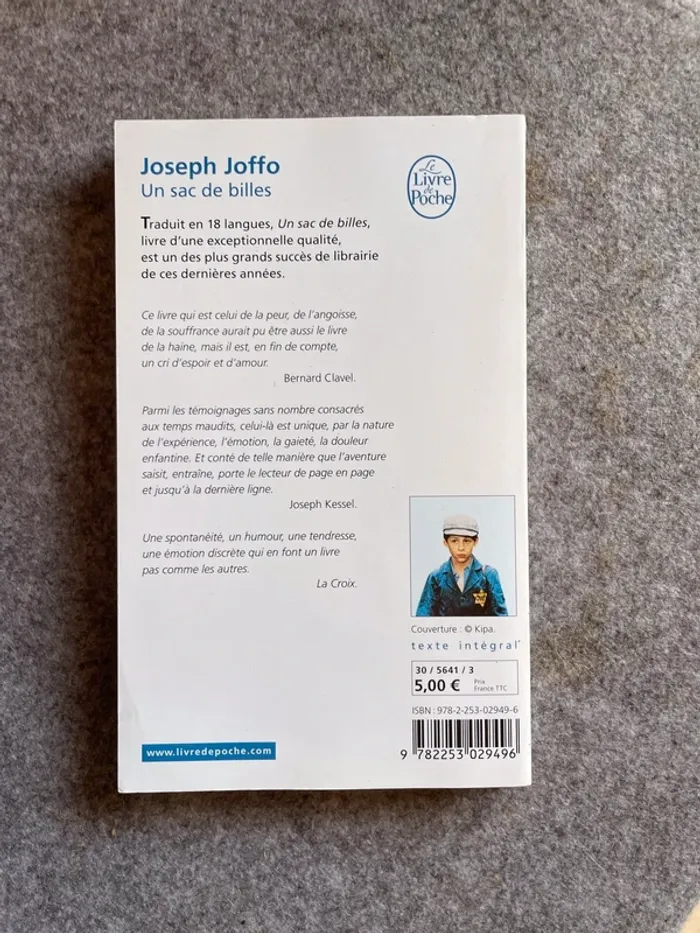 Joseph Joffo
Un sac de billes
Le
Livre
de
Poche
Traduit en 18 langues, Un sac de billes,
livre d'une exceptionnelle qualité,
est un des plus grands succès de librairie
de ces dernières années.
Ce livre qui est celui de la peur, de l'angoisse,
de la souffrance aurait pu être aussi le livre
de la haine, mais il est, en fin de compte,
un cri d'espoir et d'amour.
Bernard Clavel.
Parmi les témoignages sans nombre consacrés
aux temps maudits, celui-là est unique, par la nature
de l'expérience, l'émotion, la gaieté, la douleur
enfantine. Et conté de telle manière que l'aventure
saisit, entraîne, porte le lecteur de page en page
et jusqu'à la dernière ligne.
Joseph Kessel.
Une spontanéité, un humour, une tendresse,
une émotion discrète qui en font un livre
pas comme les autres.
La Croix.
Couverture : © Kipa.
texte intégral
30 / 5641 / 3
5,00 € Prix
France TTC
ISBN : 978-2-253-02949-6
9 782253 029496
www.livredepoche.com